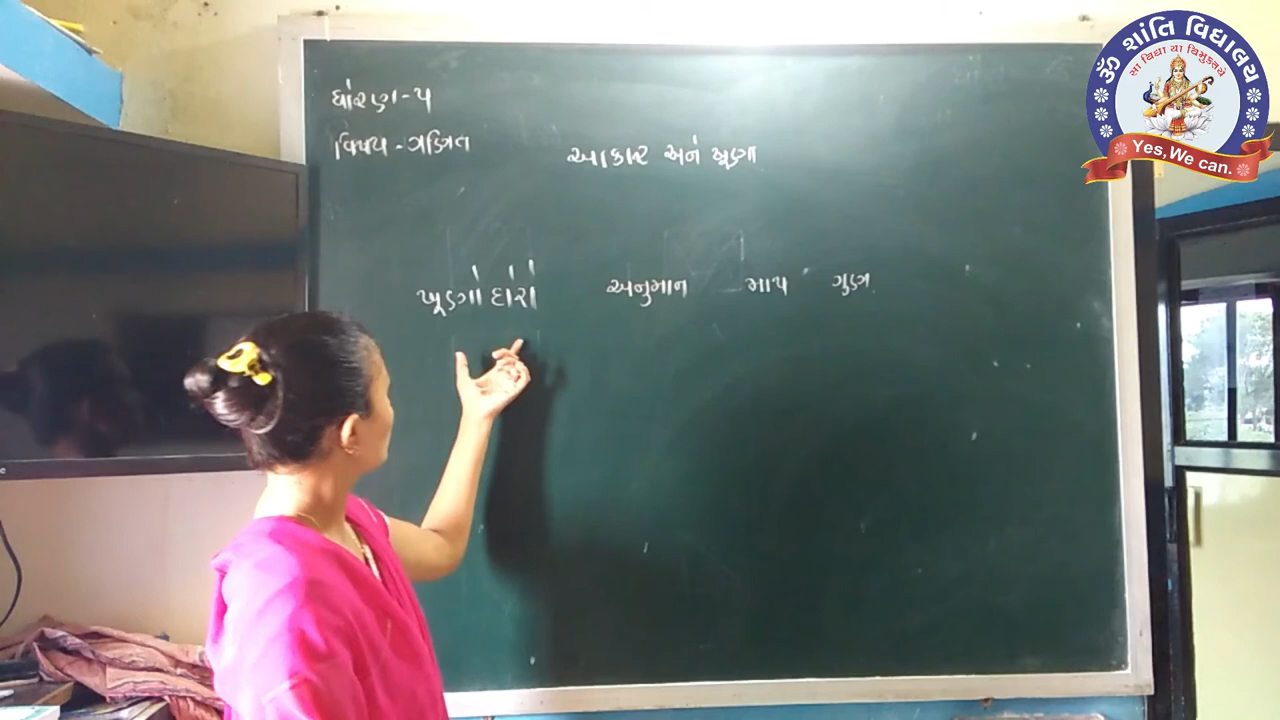 ધોરણ-૫
વિષય - ગણિત
આકાર અને ખૂણા
ખૂણો દોરો અનુમાન માપ ગુણ
ૐ શાંતિ વિદ્યાલય
સા વિદ્યા યા વિમુક્તયે
Yes, We can.